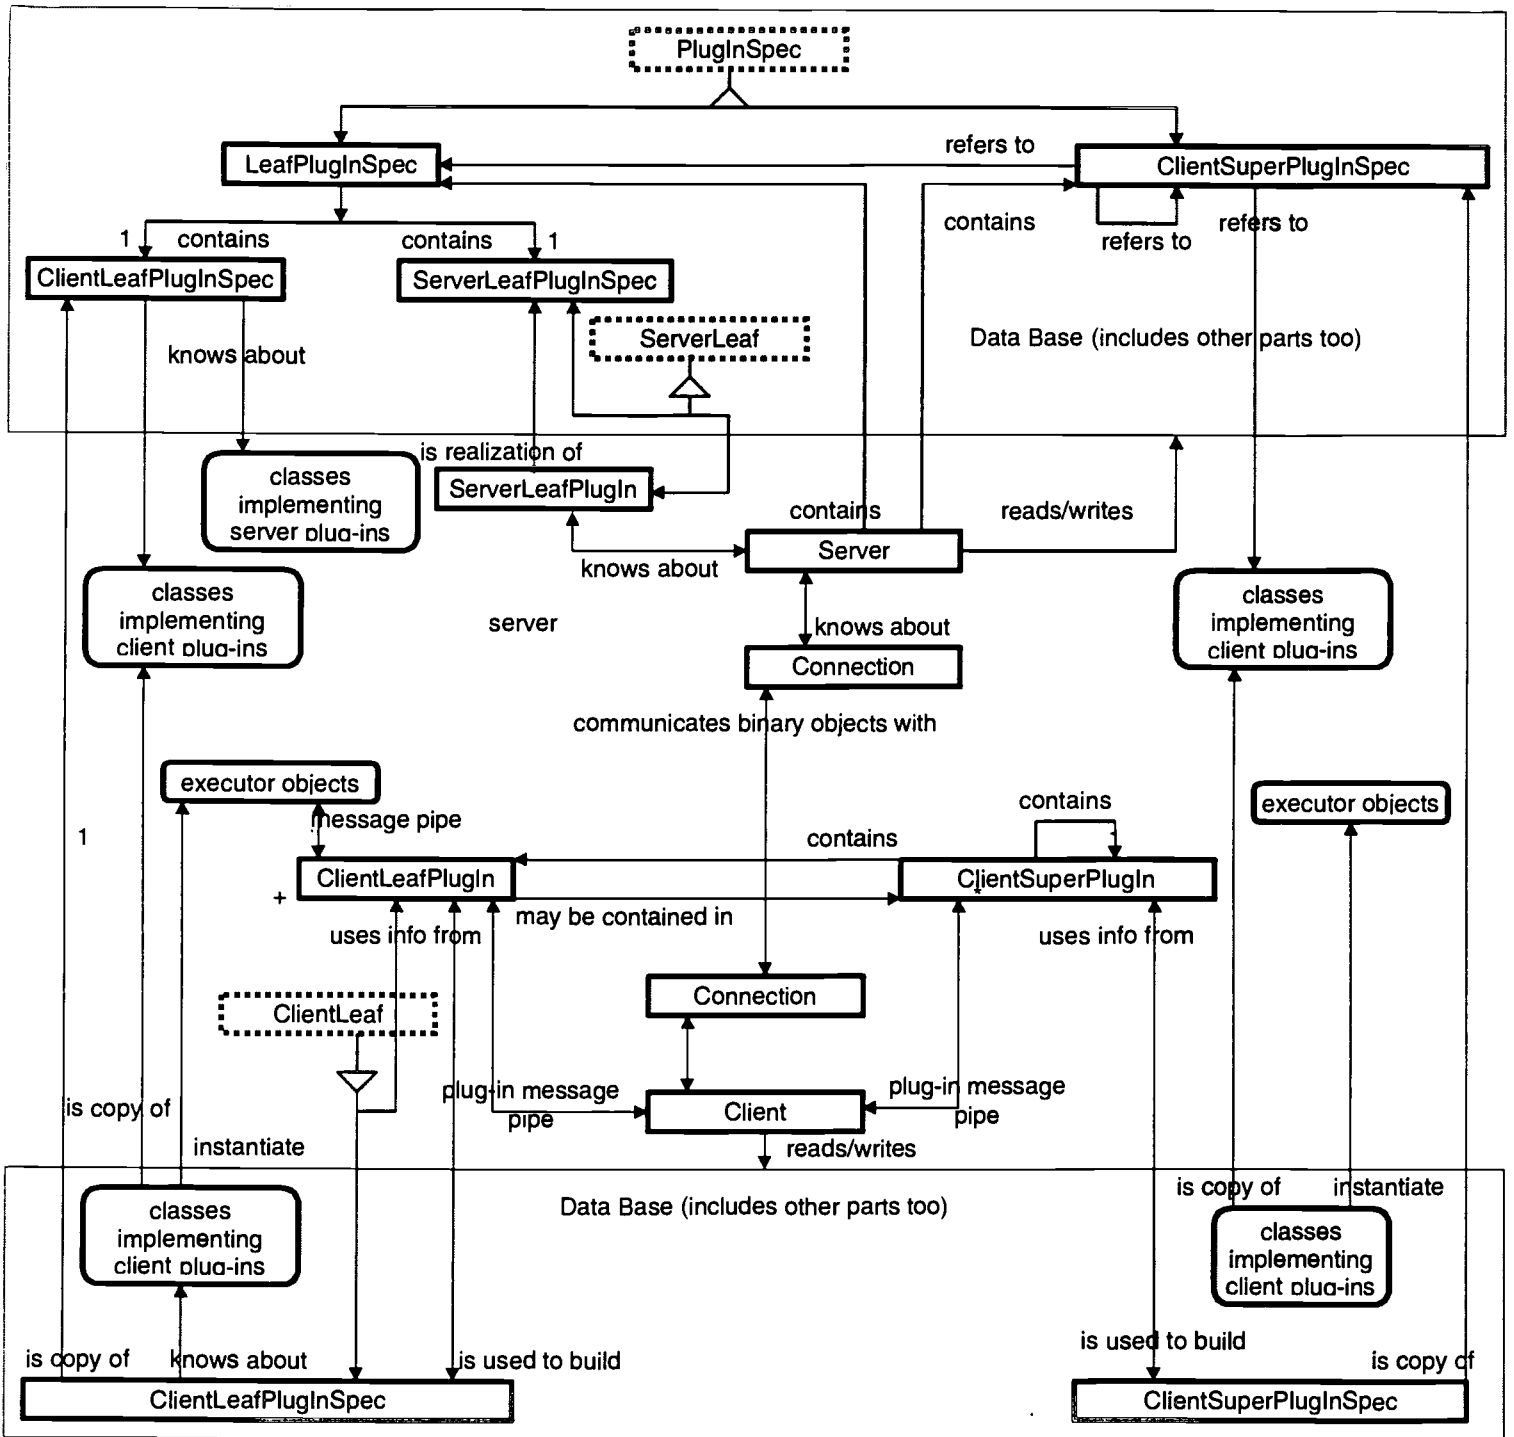 PlugInSpec
refers to
LeafPlugInSpec
ClientSuperPlugInSpec
contains
refers to
refers to
1
contains
contains
1
ClientLeafPlugInSpec
ServerLeafPlugInSpec
ServerLeaf
Data Base (includes other parts too)
knows about
is realization of
classes
implementing
server plug-ins
ServerLeafPlugIn
contains
reads/writes
Server
knows about
classes
implementing
client plug-ins
server
knows about
classes
implementing
client plug-ins
Connection
communicates binary objects with
executor objects
contains
executor objects
message pipe
1
contains
ClientLeafPlugIn
ClientSuperPlugIn
*
+
may be contained in
uses info from
uses info from
Connection
ClientLeaf
plug-in message
pipe
plug-in message
pipe
Client
is copy of
instantiate
reads/writes
is copy of
instantiate
Data Base (includes other parts too)
classes
implementing
client plug-ins
classes
implementing
client plug-ins
is copy of
knows about
is used to build
is used to build
is copy of
ClientLeafPlugInSpec
ClientSuperPlugInSpec